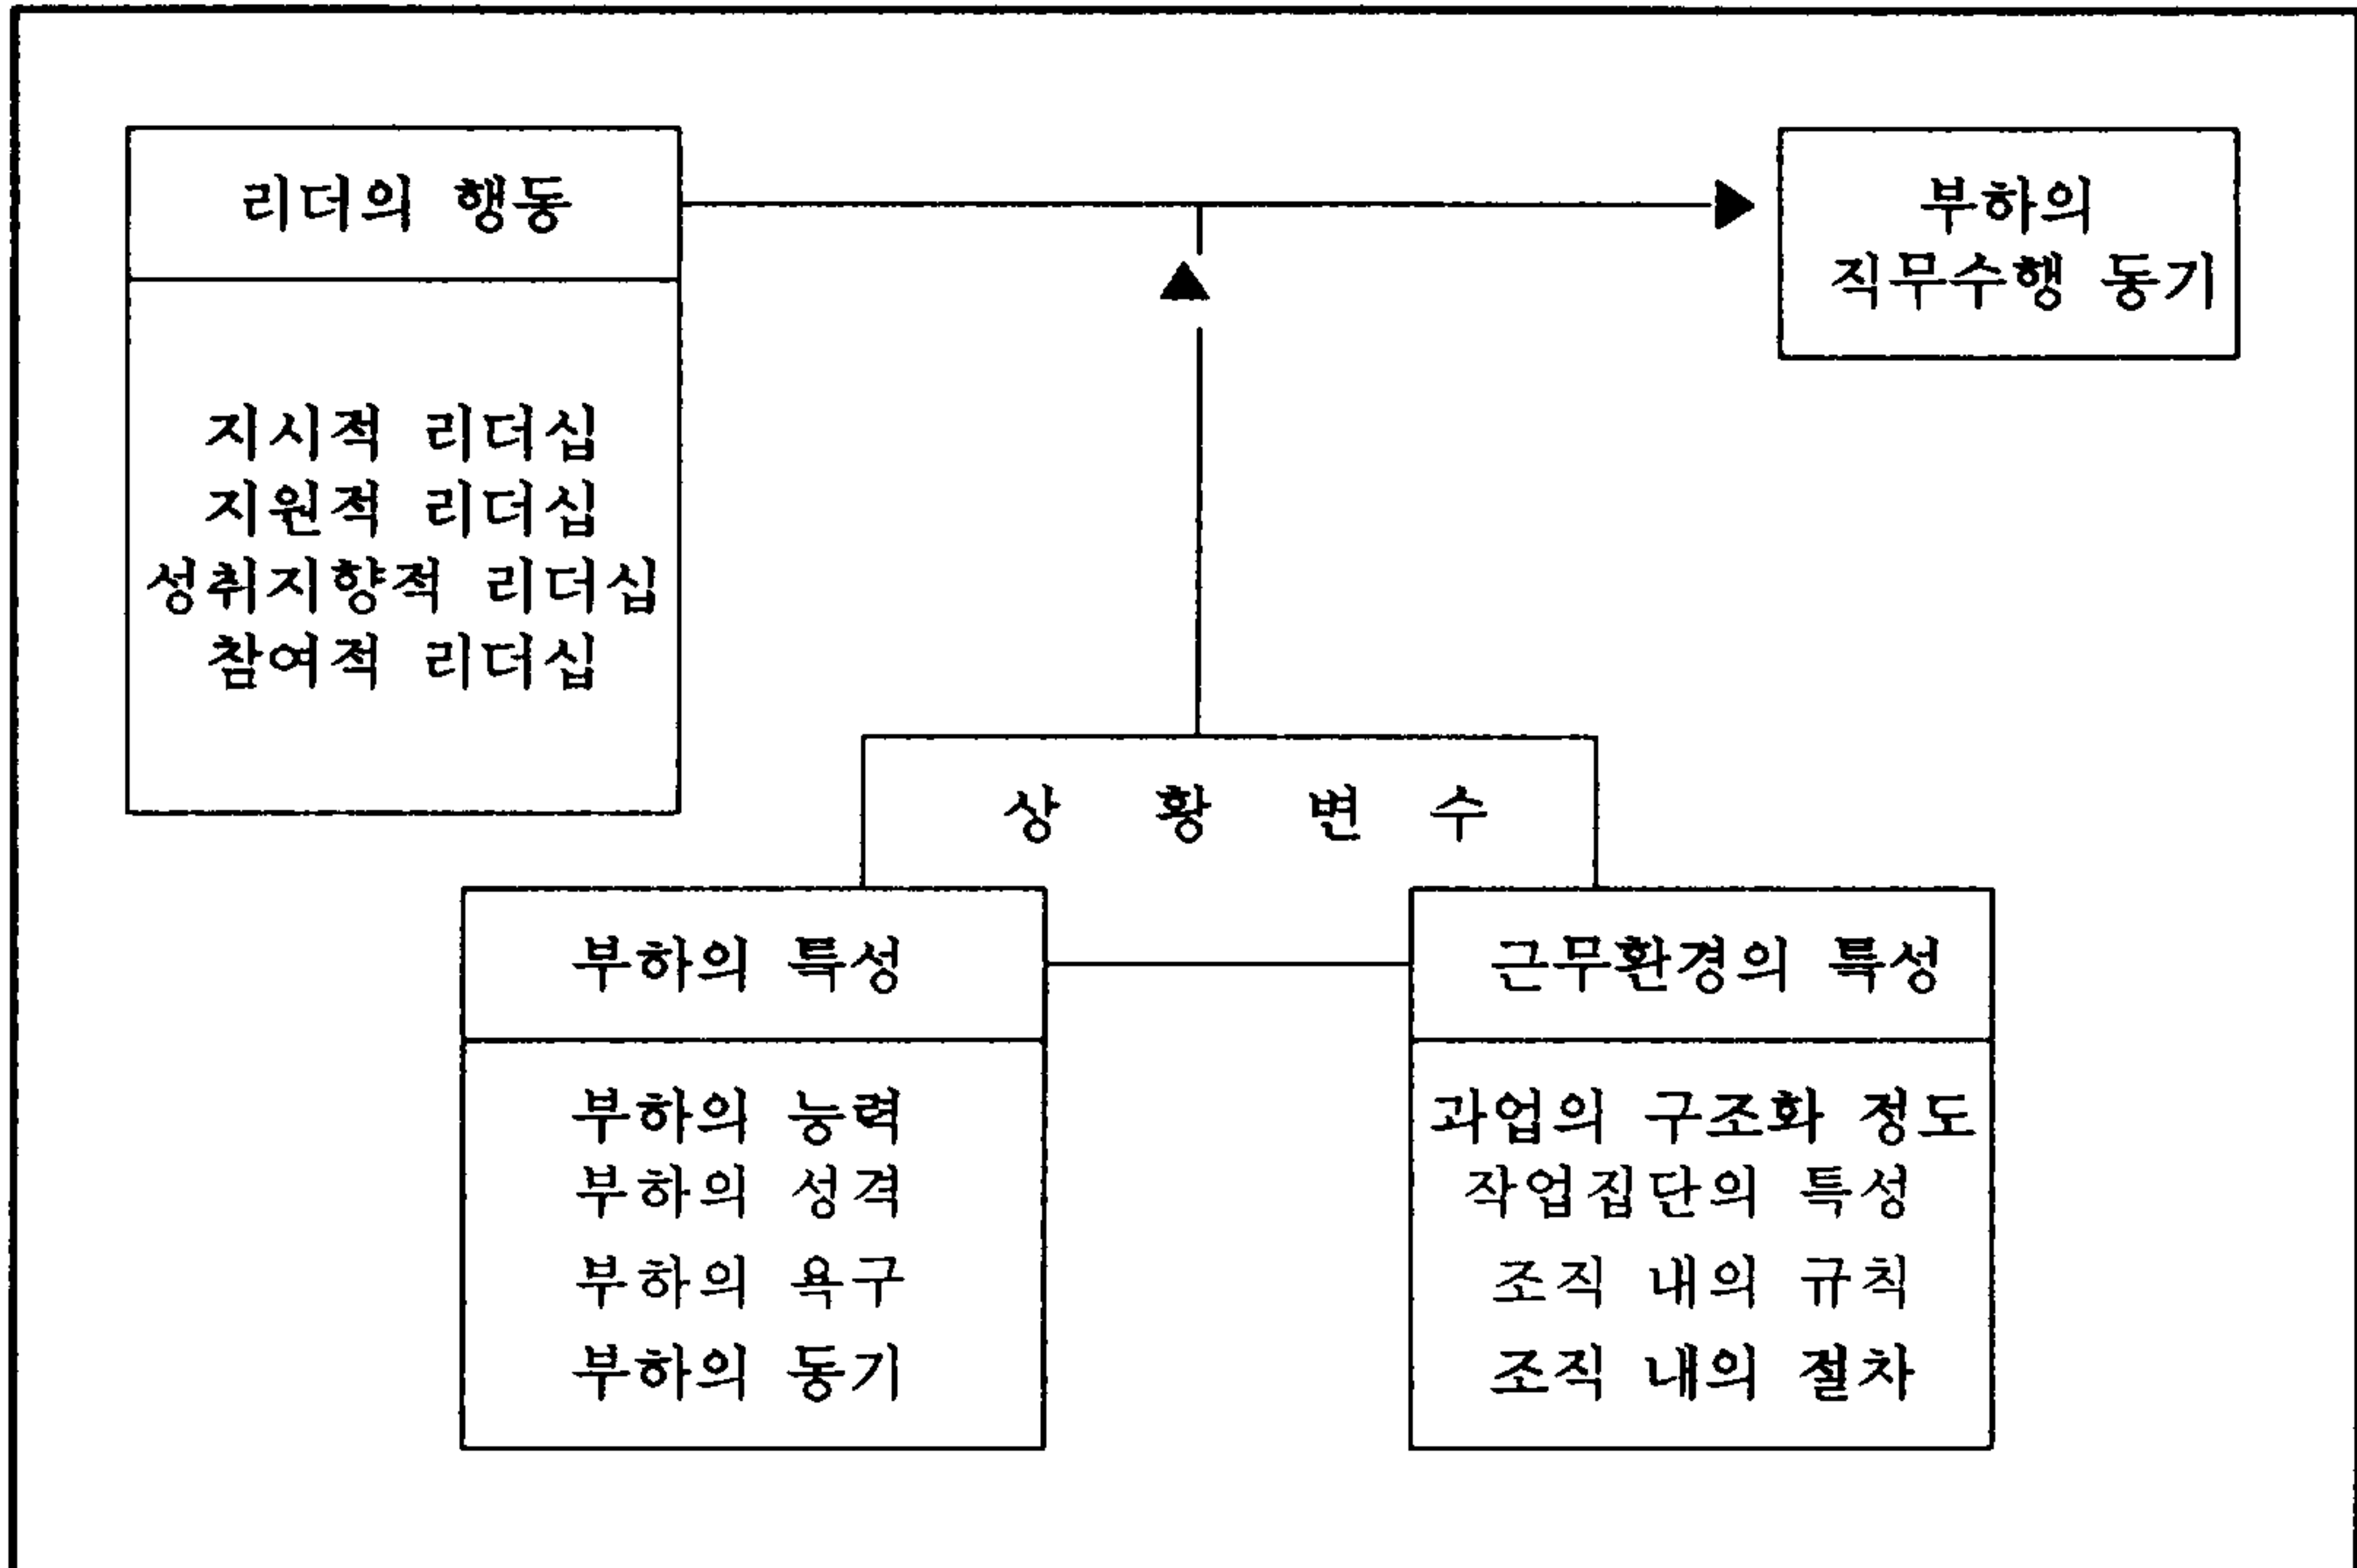 리더의 행동
지시적 리더십
지원적 리더십
성취지향적 리더십
참여적 리더십
부하의
직무수행 동기
상 황 변 수
부하의 특성
부하의 능력
부하의 성격
부하의 욕구
부하의 동기
근무환경의 특성
과업의 구조화 정도
작업집단의 특성
조직 내의 규칙
조직 내의 절차